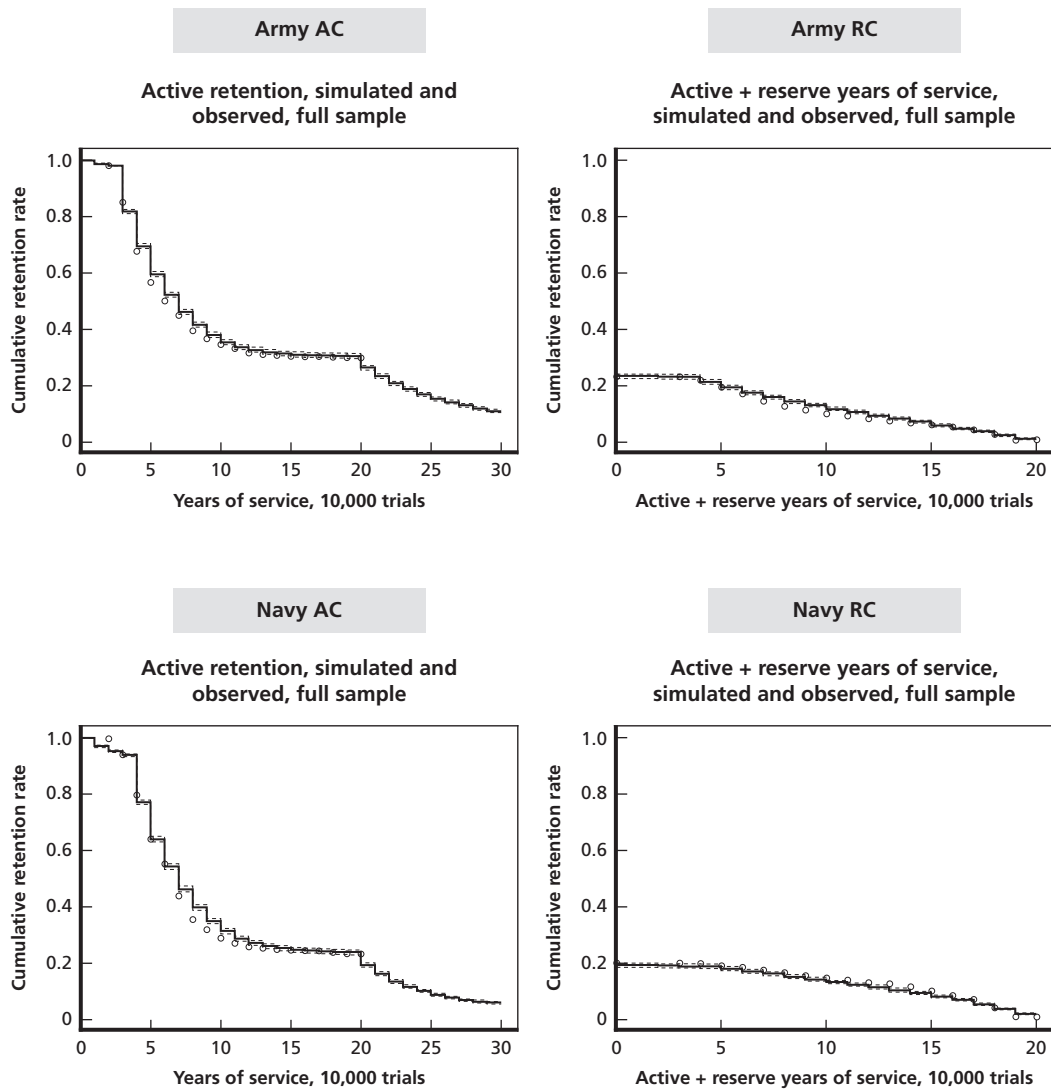 Army AC
Active retention, simulated and
observed, full sample
Cumulative retention rate
1.0
0.8
0.6
0.4
0.2
0
0 5 10 15 20 25 30
Years of service, 10,000 trials
Army RC
Active + reserve years of service,
simulated and observed, full sample
Cumulative retention rate
1.0
0.8
0.6
0.4
0.2
0
0 5 10 15 20
Active + reserve years of service, 10,000 trials
Navy AC
Active retention, simulated and
observed, full sample
Cumulative retention rate
1.0
0.8
0.6
0.4
0.2
0
0 5 10 15 20 25 30
Years of service, 10,000 trials
Navy RC
Active + reserve years of service,
simulated and observed, full sample
Cumulative retention rate
1.0
0.8
0.6
0.4
0.2
0
0 5 10 15 20
Active + reserve years of service, 10,000 trials